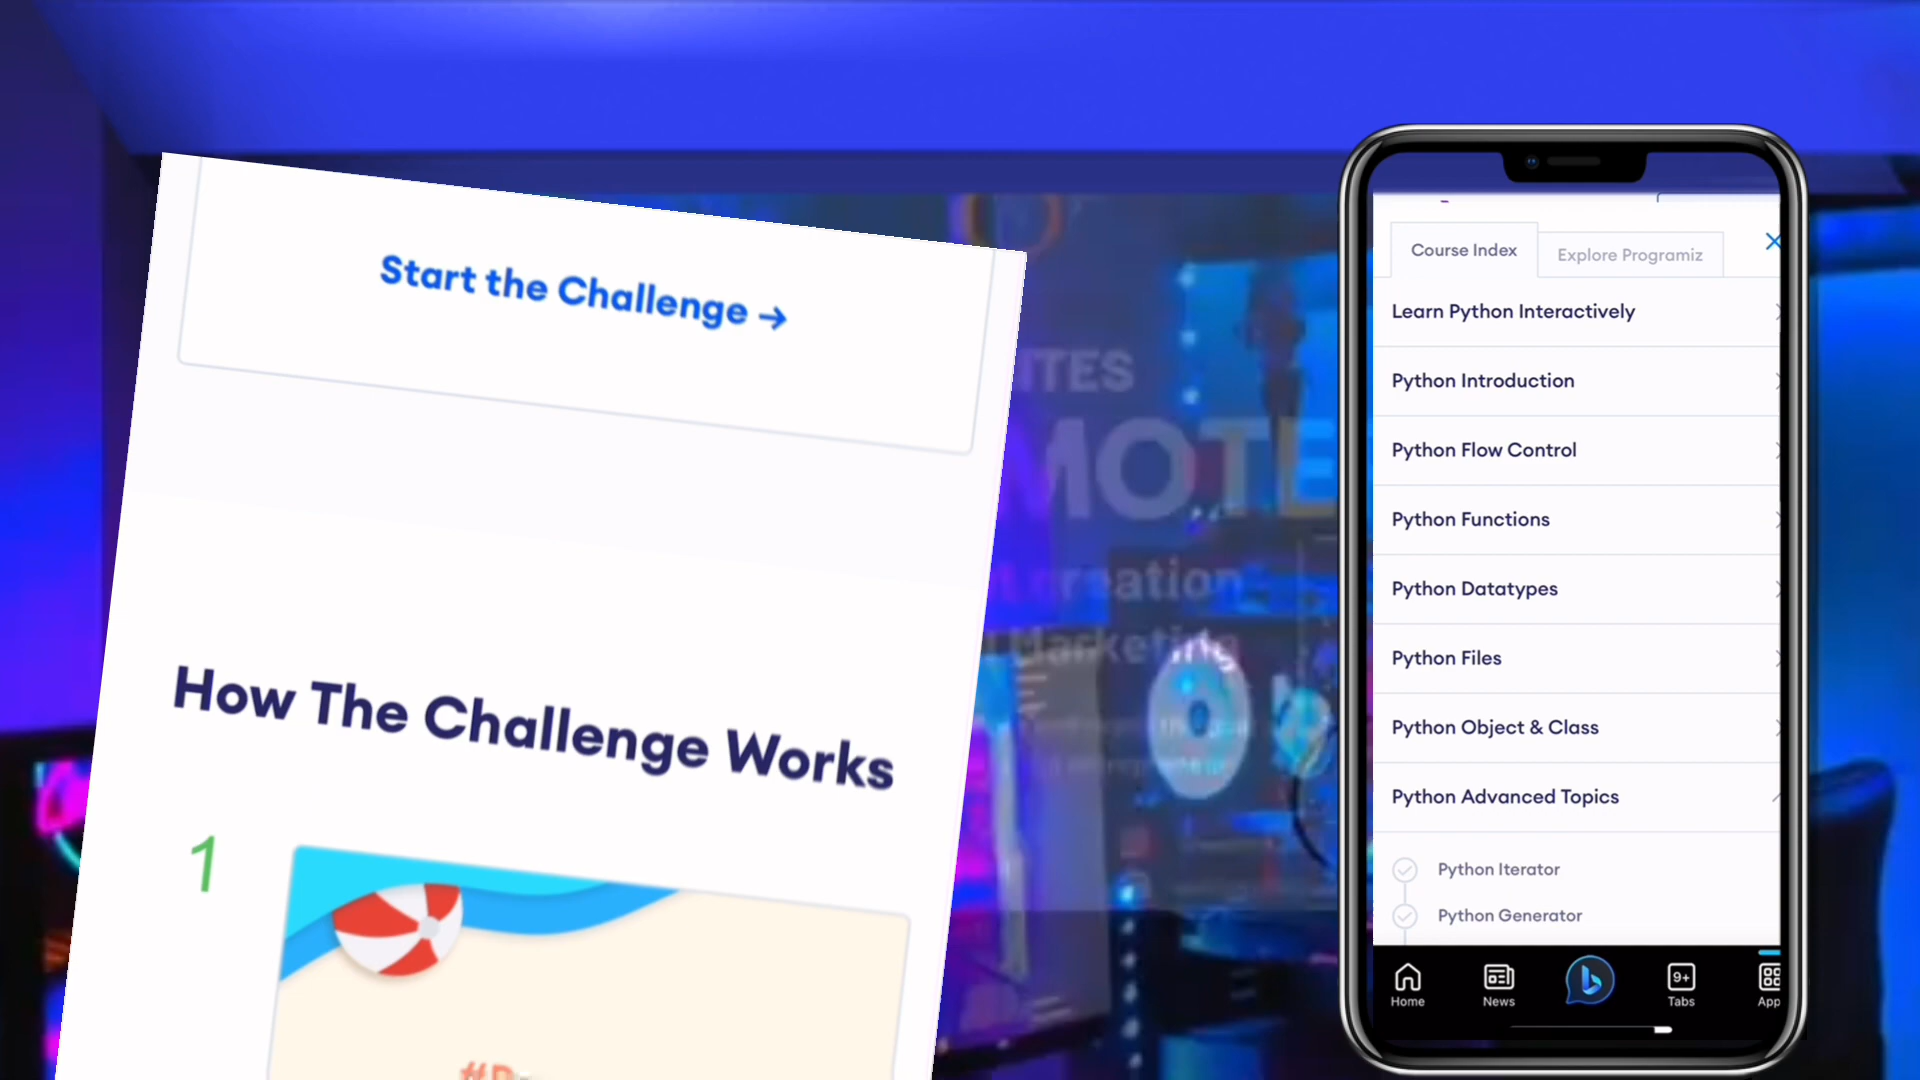 Start the Challenge →
How The Challenge Works
1
MOTE
Marketing
Course Index
Explore Programiz
Learn Python Interactively
Python Introduction
Python Flow Control
Python Functions
Python Datatypes
Python Files
Python Object & Class
Python Advanced Topics
Python Iterator
Python Generator
Home
News
9+
Tabs
App